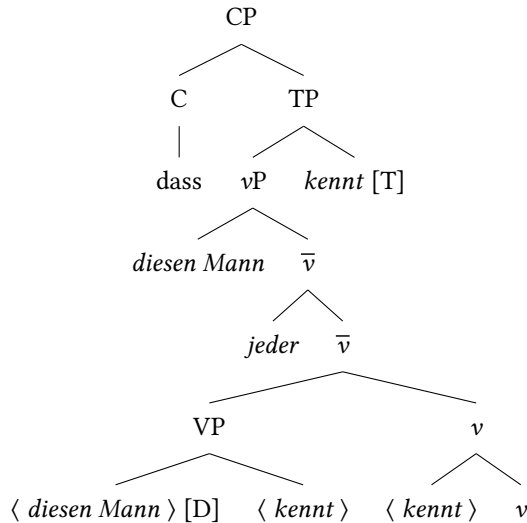 CP
C TP
dass vP kennt [T]
diesen Mann v̅
jeder v̅
VP v
⟨ diesen Mann ⟩ [D] ⟨ kennt ⟩ ⟨ kennt ⟩ v